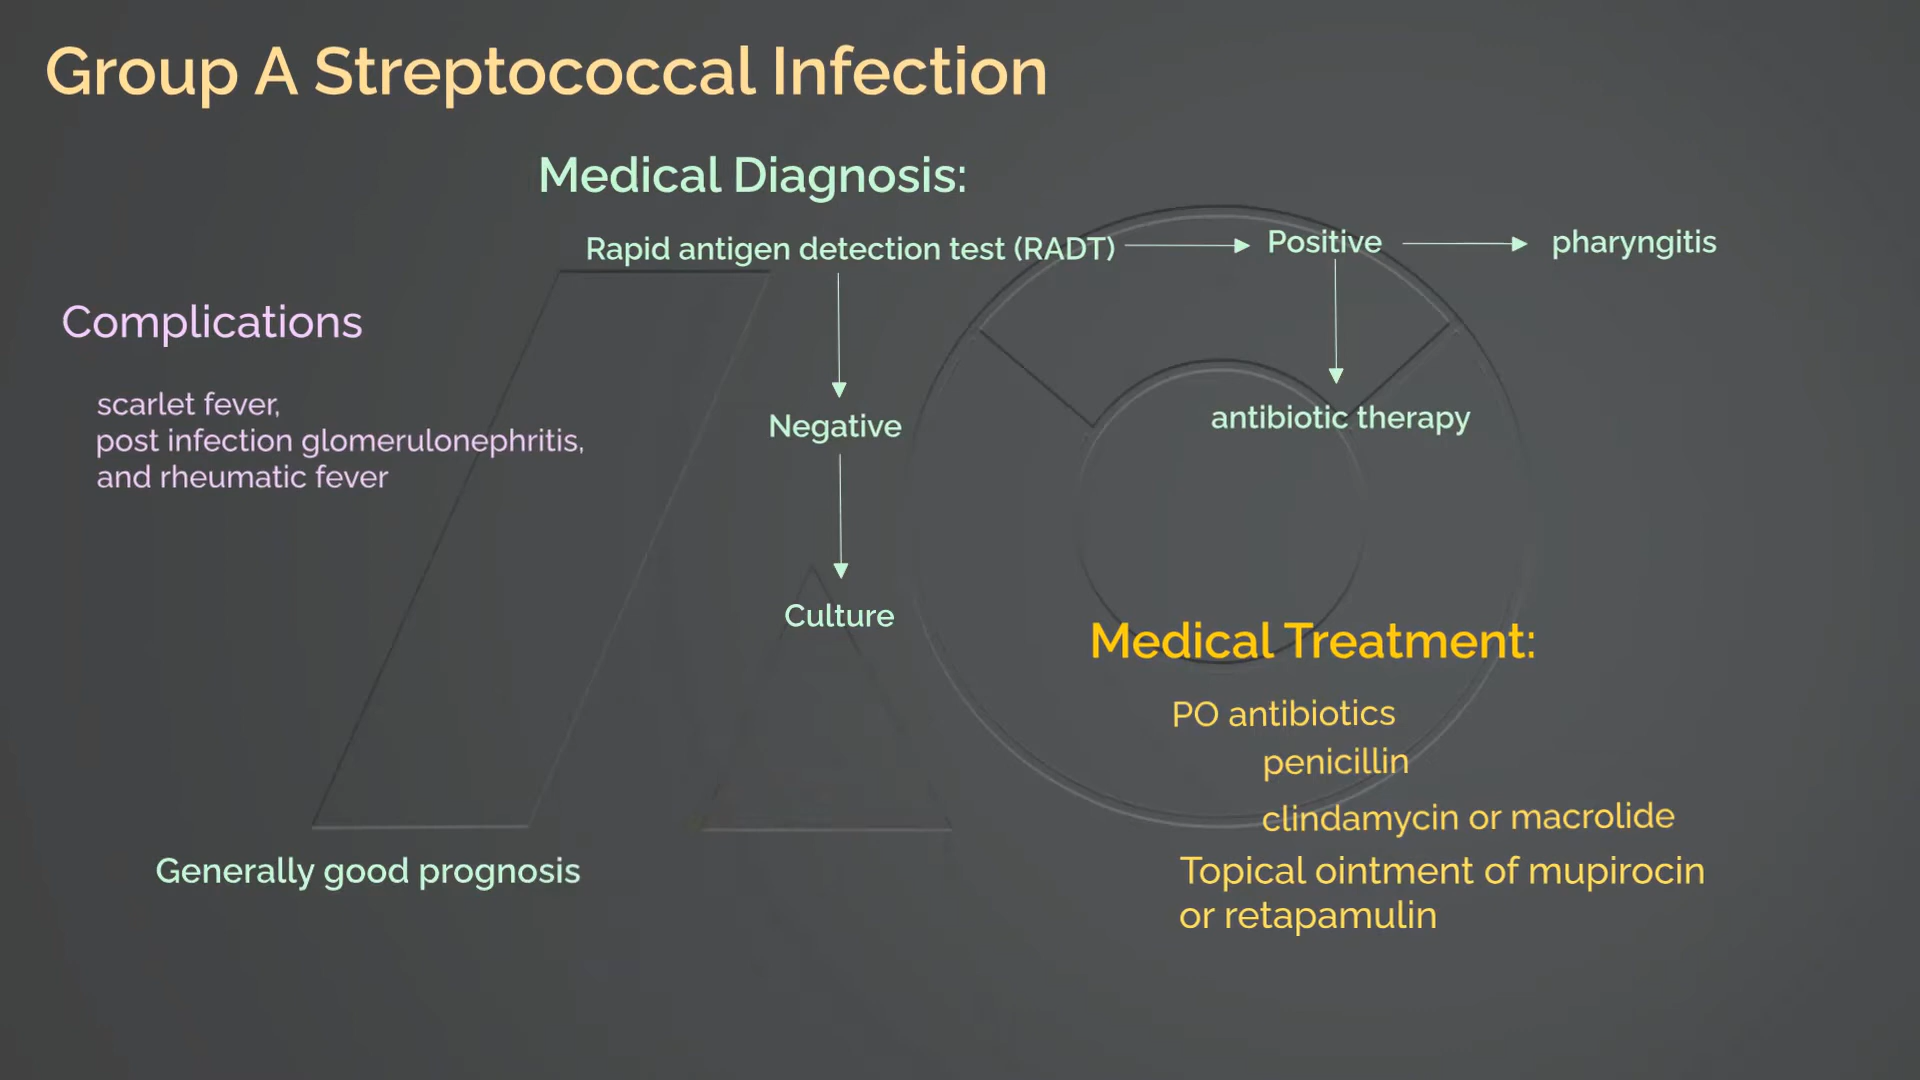 Group A Streptococcal Infection
Medical Diagnosis:
Rapid antigen detection test (RADT)
Positive
pharyngitis
Complications
scarlet fever,
post infection glomerulonephritis,
and rheumatic fever
Negative
antibiotic therapy
Culture
Medical Treatment:
PO antibiotics
penicillin
clindamycin or macrolide
Topical ointment of mupirocin
or retapamulin
Generally good prognosis